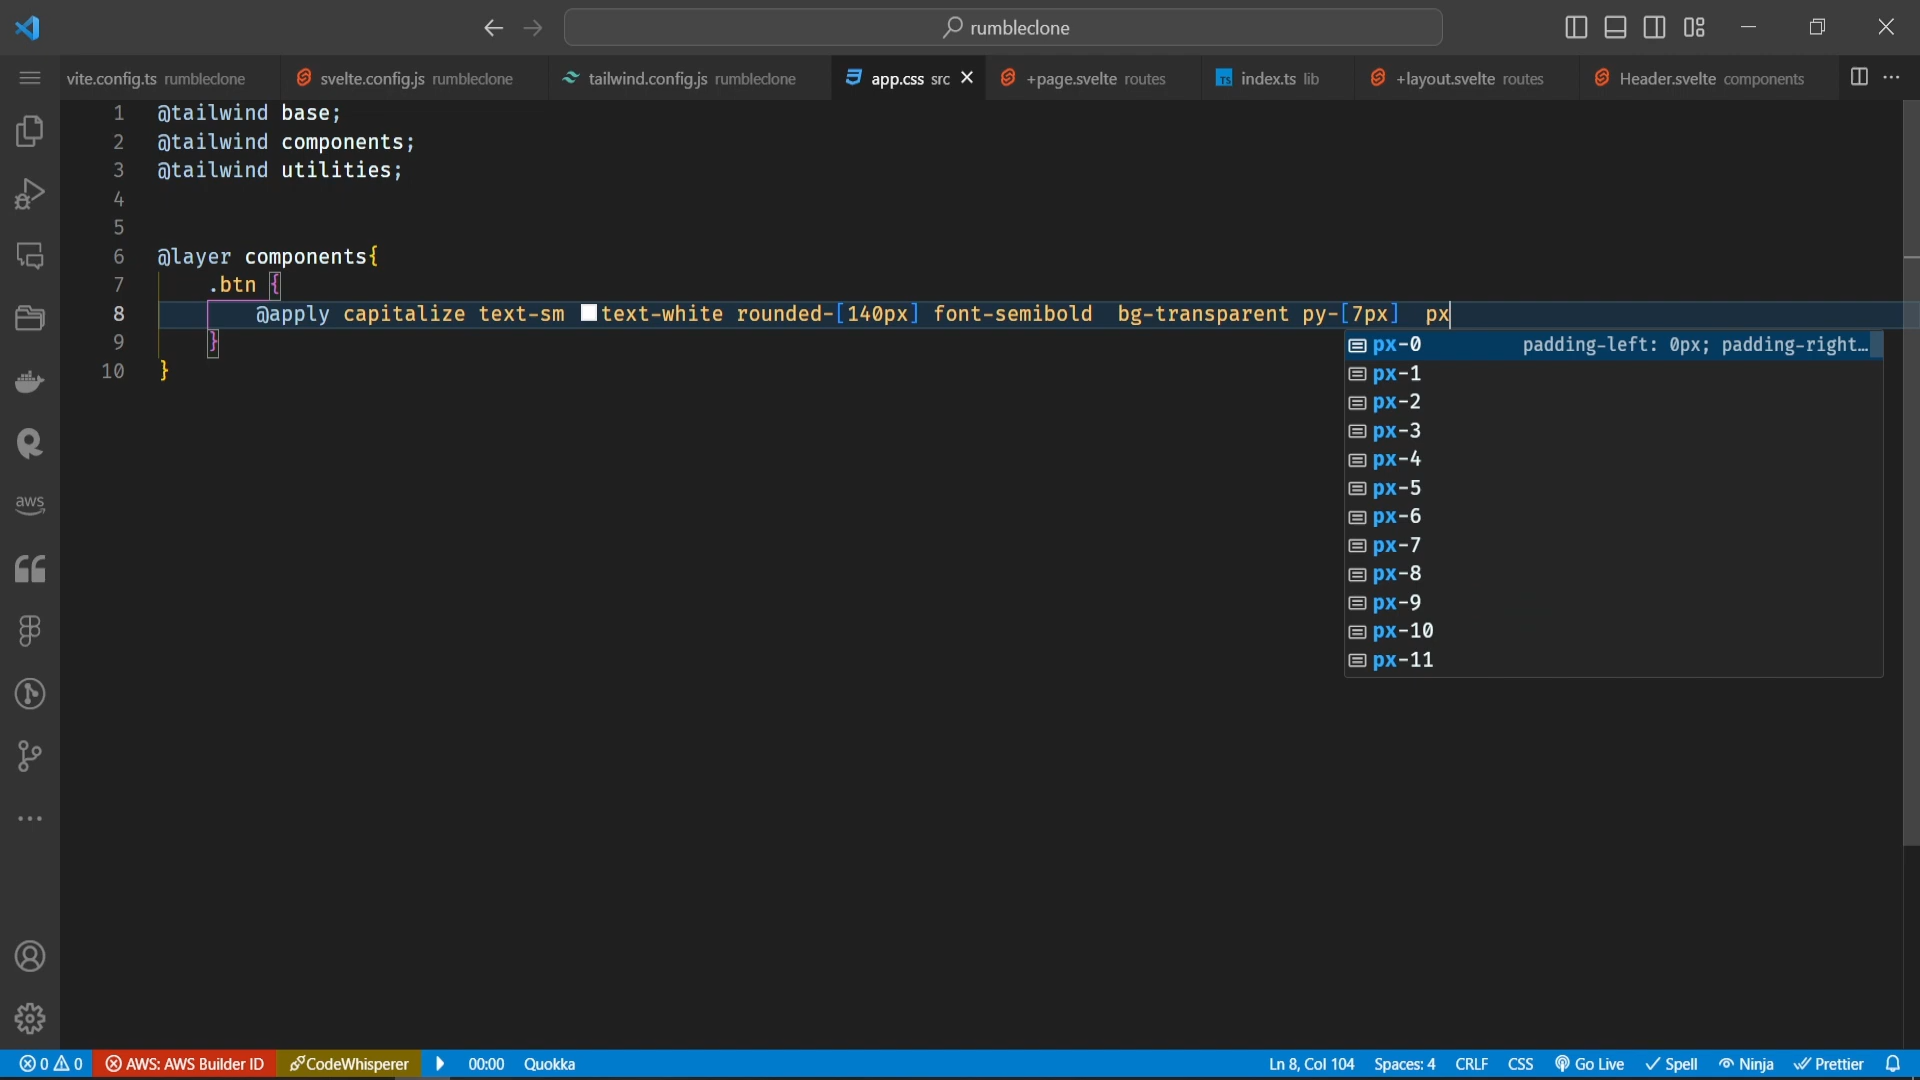 rumbleclone
vite.config.ts rumbleclone
svelte.config.js rumbleclone
tailwind.config.js rumbleclone
app.css src
+page.svelte routes
TS index.ts lib
+layout.svelte routes
Header.svelte components
1 @tailwind base;
2 @tailwind components;
3 @tailwind utilities;
4
5
6 @layer components{
7 .btn {
8 @apply capitalize text-sm text-white rounded-[140px] font-semibold  bg-transparent py-[7px]  px
9 }
10 }
px-0 padding-left: 0px; padding-right…
px-1
px-2
px-3
px-4
px-5
px-6
px-7
px-8
px-9
px-10
px-11
aws
0 0 AWS: AWS Builder ID CodeWhisperer 00:00 Quokka Ln 8, Col 104 Spaces: 4 CRLF CSS Go Live Spell Ninja Prettier